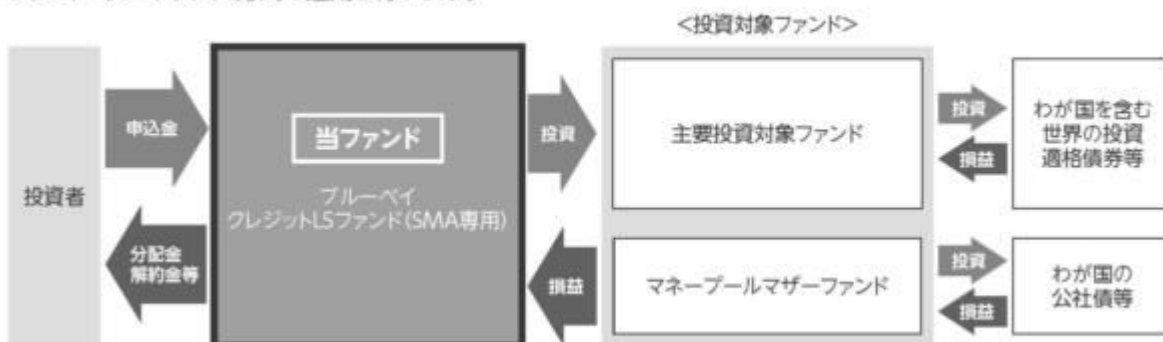 <投資対象ファンド>
投資者
申込金
分配金
解約金等
当ファンド
ブルーベイ
クレジットLSファンド(SMA専用)
投資
損益
主要投資対象ファンド
マネープールマザーファンド
投資
損益
わが国を含む
世界の投資
適格債券等
投資
損益
わが国の
公社債等